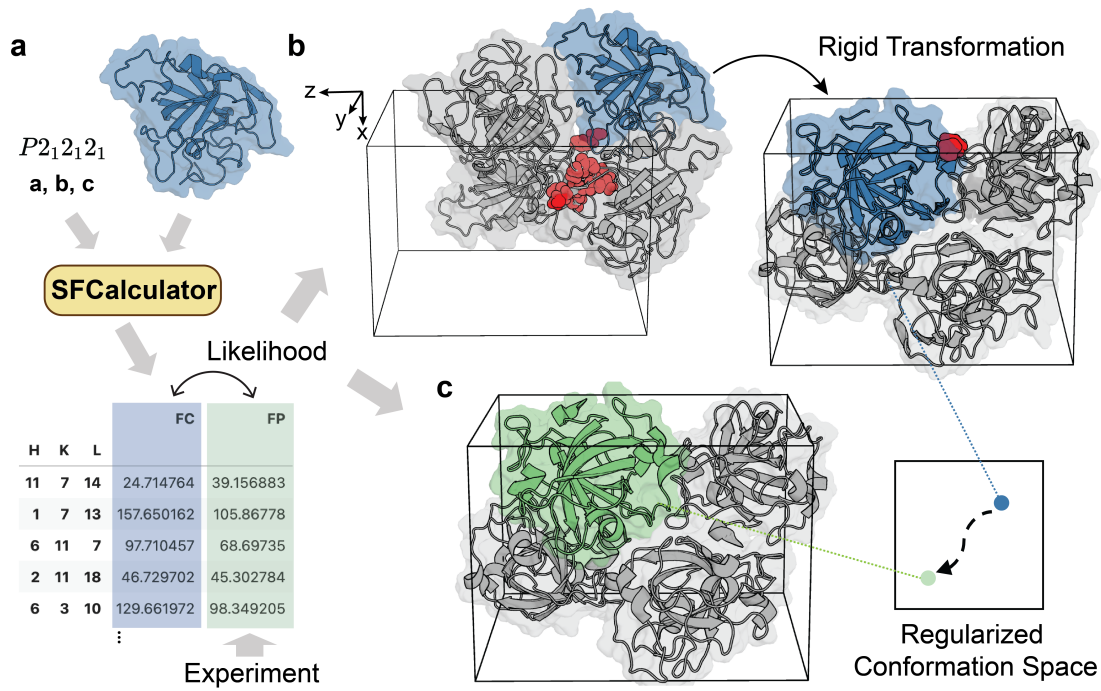 a
P2₁2₁2₁
a, b, c
SFCalculator
Likelihood
FC FP
H K L
11 7 14 24.714764 39.156883
1 7 13 157.650162 105.86778
6 11 7 97.710457 68.69735
2 11 18 46.729702 45.302784
6 3 10 129.661972 98.349205
⋮
Experiment
b
z
y
x
Rigid Transformation
c
Regularized
Conformation Space